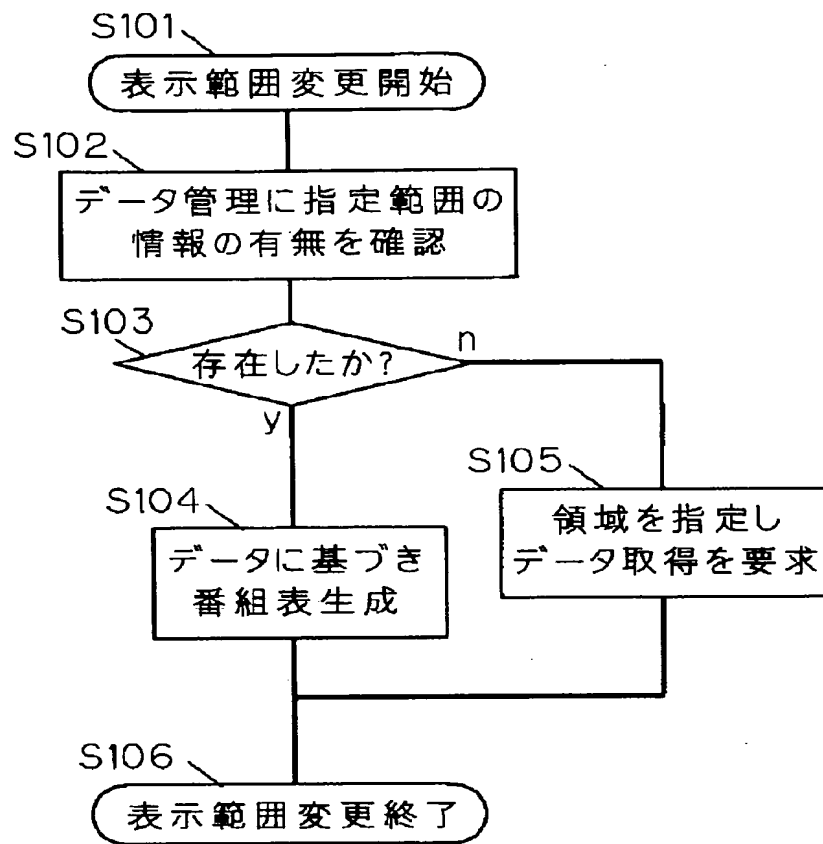 S101
表示範囲変更開始
S102
データ管理に指定範囲の
情報の有無を確認
S103
存在したか?
n
y
S104
データに基づき
番組表生成
S105
領域を指定し
データ取得を要求
S106
表示範囲変更終了